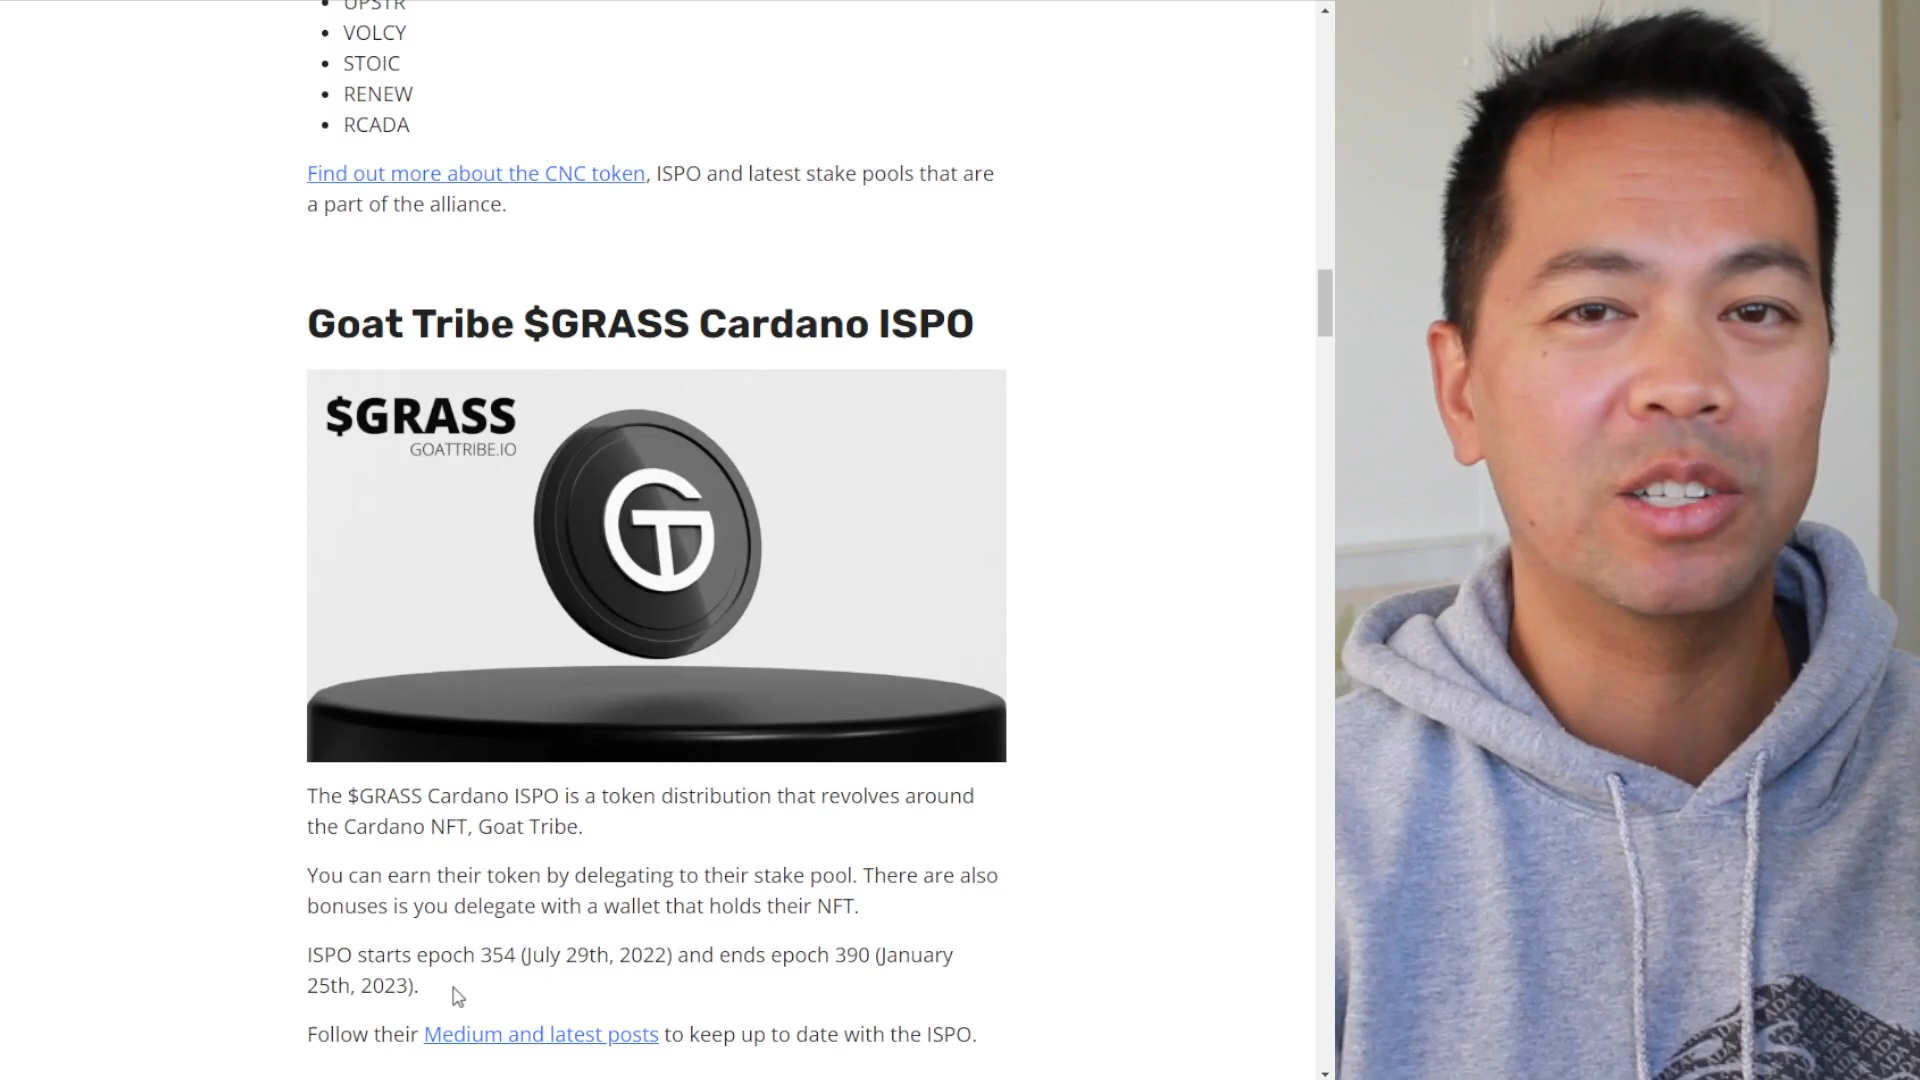 UPSTR
VOLCY
STOIC
RENEW
RCADA
Find out more about the CNC token, ISPO and latest stake pools that are
a part of the alliance.
Goat Tribe $GRASS Cardano ISPO
$GRASS
GOATTRIBE.IO
GT
The $GRASS Cardano ISPO is a token distribution that revolves around
the Cardano NFT, Goat Tribe.
You can earn their token by delegating to their stake pool. There are also
bonuses is you delegate with a wallet that holds their NFT.
ISPO starts epoch 354 (July 29th, 2022) and ends epoch 390 (January
25th, 2023).
Follow their Medium and latest posts to keep up to date with the ISPO.